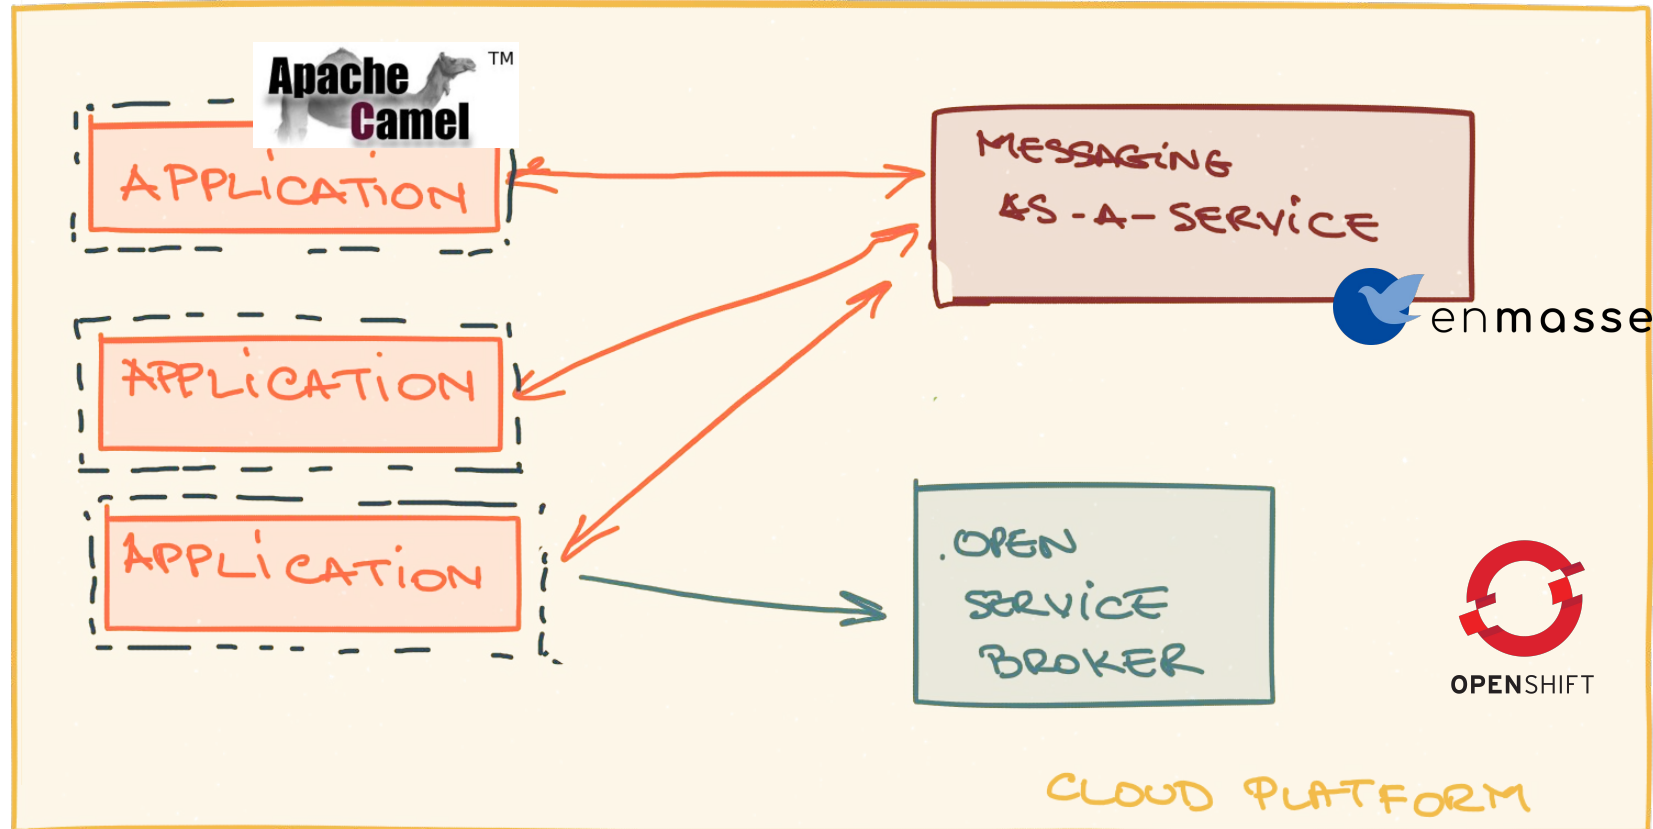 Apache
Camel
TM
APPLICATION
APPLICATION
APPLICATION
MESSAGING
AS-A-SERVICE
enmasse
OPEN
SERVICE
BROKER
OPENSHIFT
CLOUD PLATFORM